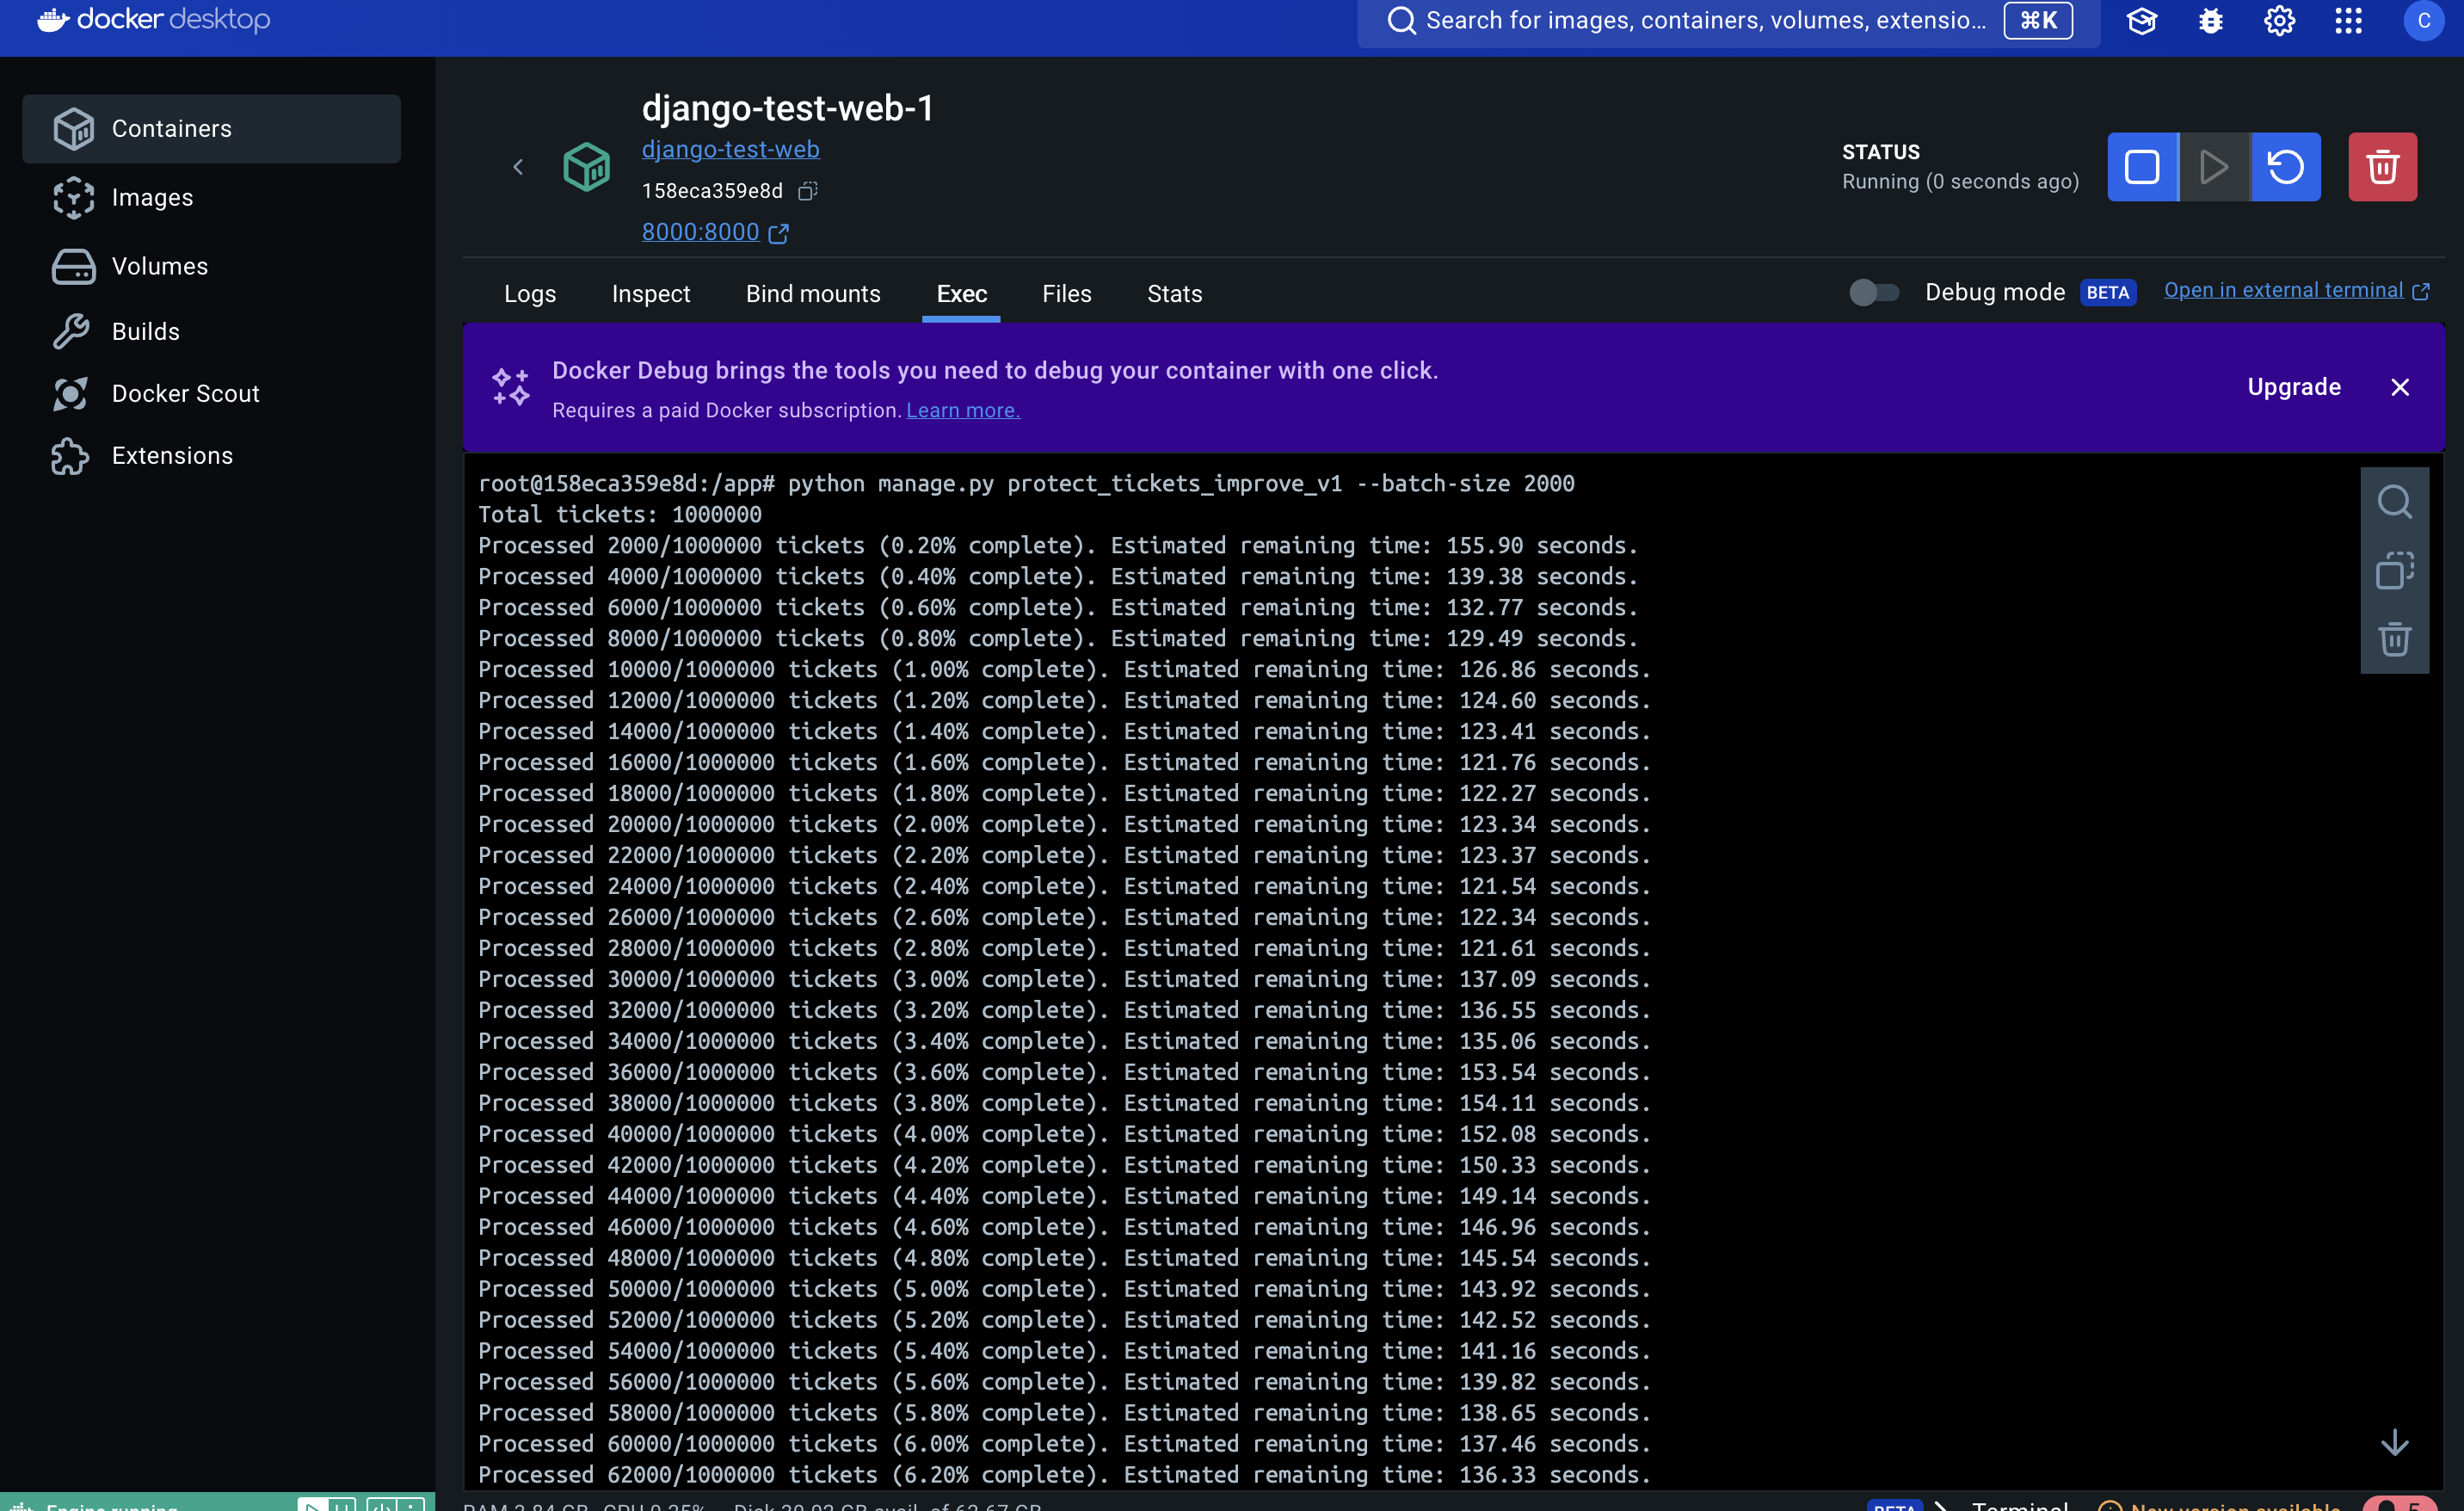 docker desktop
Search for images, containers, volumes, extensio...
⌘K
C
Containers
Images
Volumes
Builds
Docker Scout
Extensions
django-test-web-1
django-test-web
158eca359e8d
8000:8000
STATUS
Running (0 seconds ago)
Logs
Inspect
Bind mounts
Exec
Files
Stats
Debug mode
BETA
Open in external terminal
Docker Debug brings the tools you need to debug your container with one click.
Requires a paid Docker subscription. Learn more.
Upgrade
root@158eca359e8d:/app# python manage.py protect_tickets_improve_v1 --batch-size 2000
Total tickets: 1000000
Processed 2000/1000000 tickets (0.20% complete). Estimated remaining time: 155.90 seconds.
Processed 4000/1000000 tickets (0.40% complete). Estimated remaining time: 139.38 seconds.
Processed 6000/1000000 tickets (0.60% complete). Estimated remaining time: 132.77 seconds.
Processed 8000/1000000 tickets (0.80% complete). Estimated remaining time: 129.49 seconds.
Processed 10000/1000000 tickets (1.00% complete). Estimated remaining time: 126.86 seconds.
Processed 12000/1000000 tickets (1.20% complete). Estimated remaining time: 124.60 seconds.
Processed 14000/1000000 tickets (1.40% complete). Estimated remaining time: 123.41 seconds.
Processed 16000/1000000 tickets (1.60% complete). Estimated remaining time: 121.76 seconds.
Processed 18000/1000000 tickets (1.80% complete). Estimated remaining time: 122.27 seconds.
Processed 20000/1000000 tickets (2.00% complete). Estimated remaining time: 123.34 seconds.
Processed 22000/1000000 tickets (2.20% complete). Estimated remaining time: 123.37 seconds.
Processed 24000/1000000 tickets (2.40% complete). Estimated remaining time: 121.54 seconds.
Processed 26000/1000000 tickets (2.60% complete). Estimated remaining time: 122.34 seconds.
Processed 28000/1000000 tickets (2.80% complete). Estimated remaining time: 121.61 seconds.
Processed 30000/1000000 tickets (3.00% complete). Estimated remaining time: 137.09 seconds.
Processed 32000/1000000 tickets (3.20% complete). Estimated remaining time: 136.55 seconds.
Processed 34000/1000000 tickets (3.40% complete). Estimated remaining time: 135.06 seconds.
Processed 36000/1000000 tickets (3.60% complete). Estimated remaining time: 153.54 seconds.
Processed 38000/1000000 tickets (3.80% complete). Estimated remaining time: 154.11 seconds.
Processed 40000/1000000 tickets (4.00% complete). Estimated remaining time: 152.08 seconds.
Processed 42000/1000000 tickets (4.20% complete). Estimated remaining time: 150.33 seconds.
Processed 44000/1000000 tickets (4.40% complete). Estimated remaining time: 149.14 seconds.
Processed 46000/1000000 tickets (4.60% complete). Estimated remaining time: 146.96 seconds.
Processed 48000/1000000 tickets (4.80% complete). Estimated remaining time: 145.54 seconds.
Processed 50000/1000000 tickets (5.00% complete). Estimated remaining time: 143.92 seconds.
Processed 52000/1000000 tickets (5.20% complete). Estimated remaining time: 142.52 seconds.
Processed 54000/1000000 tickets (5.40% complete). Estimated remaining time: 141.16 seconds.
Processed 56000/1000000 tickets (5.60% complete). Estimated remaining time: 139.82 seconds.
Processed 58000/1000000 tickets (5.80% complete). Estimated remaining time: 138.65 seconds.
Processed 60000/1000000 tickets (6.00% complete). Estimated remaining time: 137.46 seconds.
Processed 62000/1000000 tickets (6.20% complete). Estimated remaining time: 136.33 seconds.
Engine running
BETA
Terminal
New version available